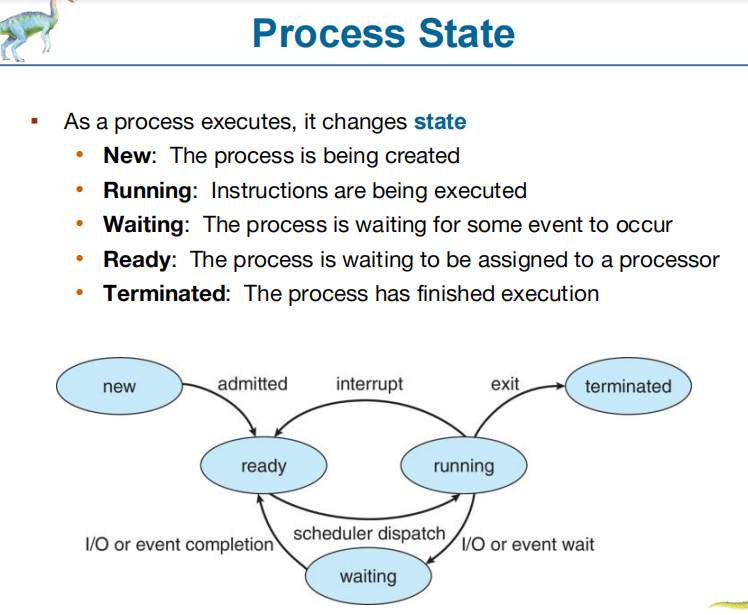 Process State
▪ As a process executes, it changes state
• New: The process is being created
• Running: Instructions are being executed
• Waiting: The process is waiting for some event to occur
• Ready: The process is waiting to be assigned to a processor
• Terminated: The process has finished execution
new
admitted
interrupt
exit
terminated
ready
running
scheduler dispatch
I/O or event completion
I/O or event wait
waiting